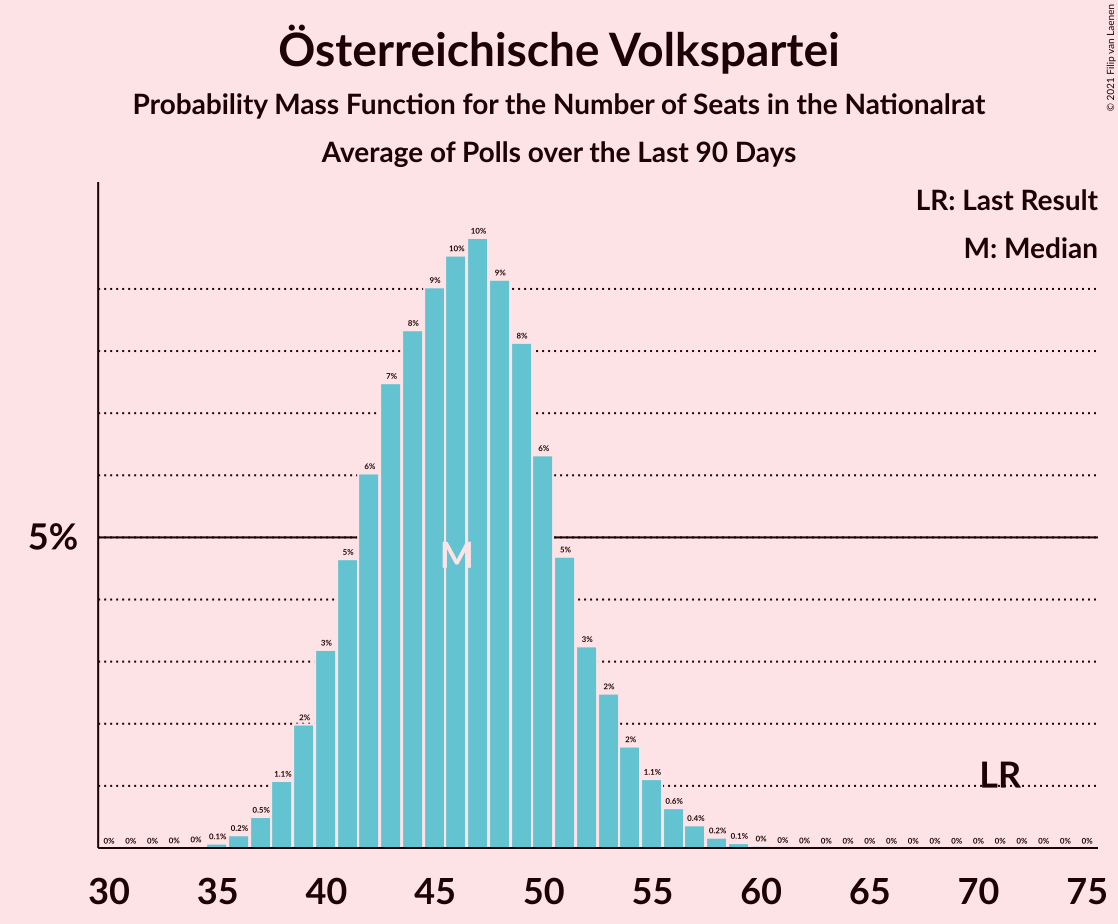 Österreichische Volkspartei
Probability Mass Function for the Number of Seats in the Nationalrat
Average of Polls over the Last 90 Days
© 2021 Filip van Laenen
LR: Last Result
M: Median
5%
0% 0% 0% 0% 0% 0.1% 0.2% 0.5% 1.1% 2% 3% 5% 6% 7% 8% 9% 10% 10% 9% 8% 6% 5% 3% 2% 2% 1.1% 0.6% 0.4% 0.2% 0.1% 0% 0% 0% 0% 0% 0% 0% 0% 0% 0% 0% 0% 0% 0% 0% 0%
M
LR
30 35 40 45 50 55 60 65 70 75